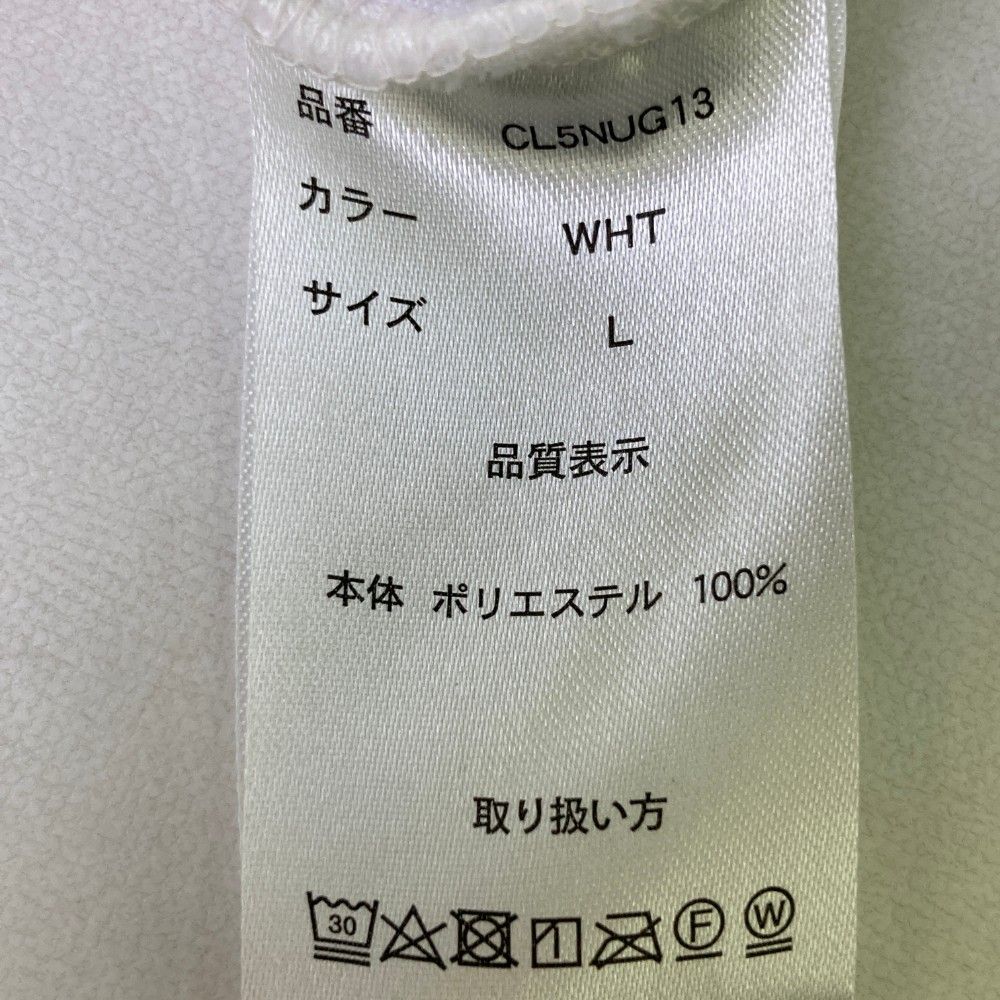 品番 CL5NUG13
カラー WHT
サイズ L
品質表示
本体 ポリエステル 100%
取り扱い方
30 F W